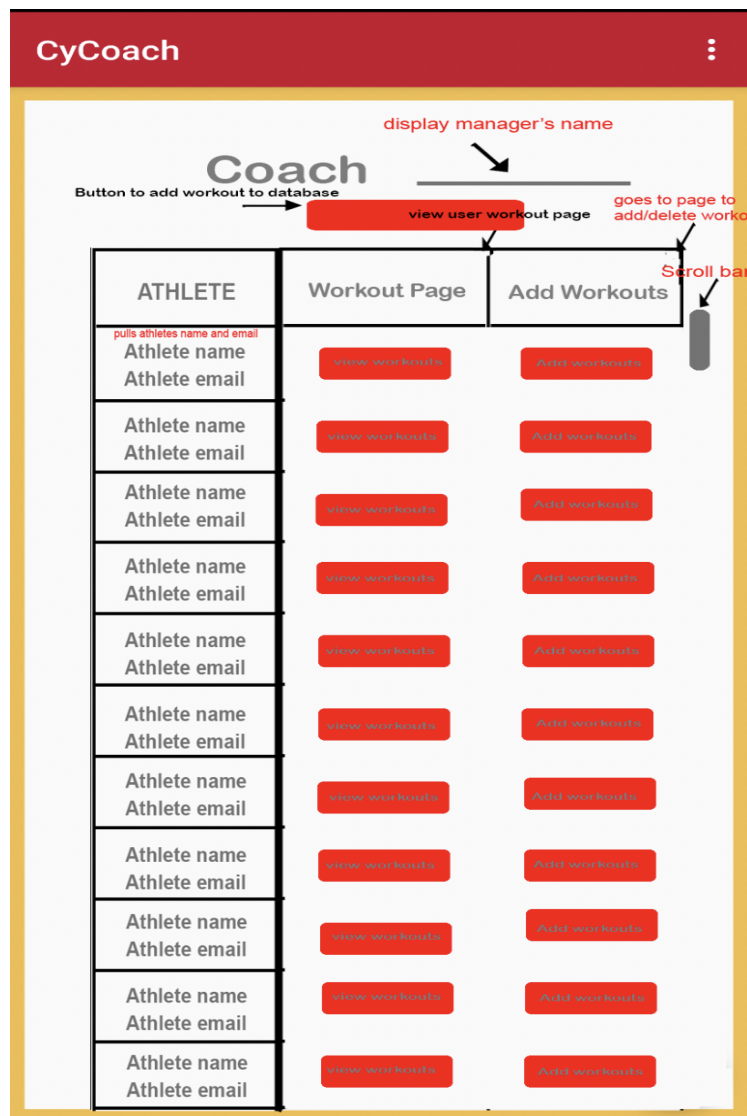 CyCoach
display manager's name
Coach
Button to add workout to database
view user workout page
goes to page to
add/delete worko
Scroll bar
ATHLETE Workout Page Add Workouts
pulls athletes name and email
Athlete name
Athlete email
view workouts Add workouts
Athlete name
Athlete email
view workouts Add workouts
Athlete name
Athlete email
view workouts Add workouts
Athlete name
Athlete email
view workouts Add workouts
Athlete name
Athlete email
view workouts Add workouts
Athlete name
Athlete email
view workouts Add workouts
Athlete name
Athlete email
view workouts Add workouts
Athlete name
Athlete email
view workouts Add workouts
Athlete name
Athlete email
view workouts Add workouts
Athlete name
Athlete email
view workouts Add workouts
Athlete name
Athlete email
view workouts Add workouts